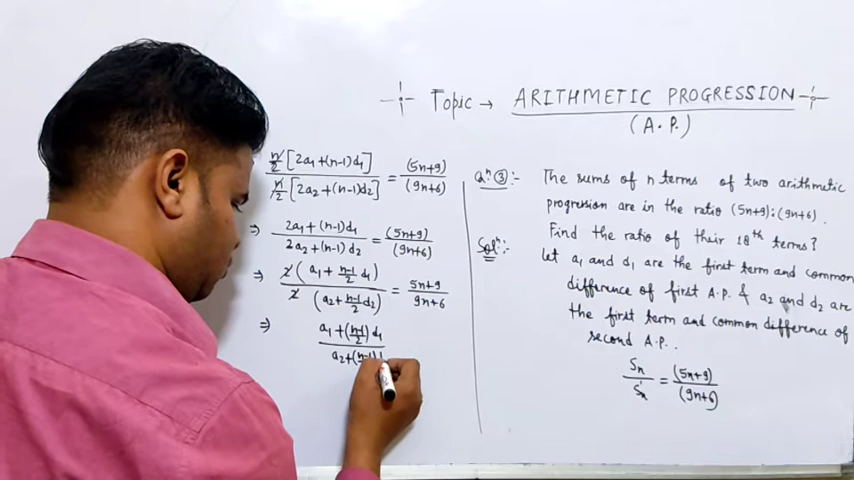 Topic → ARITHMETIC PROGRESSION
(A.P.)
Qⁿ ③ :- The sums of n terms of two arithmetic
progression are in the ratio (5n+9):(9n+6).
Find the ratio of their 18th terms?
Solⁿ:-
Let a₁ and d₁ are the first term and common
difference of first A.P. & a₂ and d₂ are
the first term and common difference of
second A.P..
Sₙ/S'ₙ = (5n+9)/(9n+6)
n/2 [2a₁+(n-1)d₁] / n/2 [2a₂+(n-1)d₂] = (5n+9)/(9n+6)
⇒ 2a₁+(n-1)d₁ / 2a₂+(n-1)d₂ = (5n+9)/(9n+6)
⇒ 2(a₁+ n-1/2 d₁) / 2(a₂+ n-1/2 d₂) = 5n+9/9n+6
⇒ a₁+(n-1/2)d₁ / a₂+(n-1